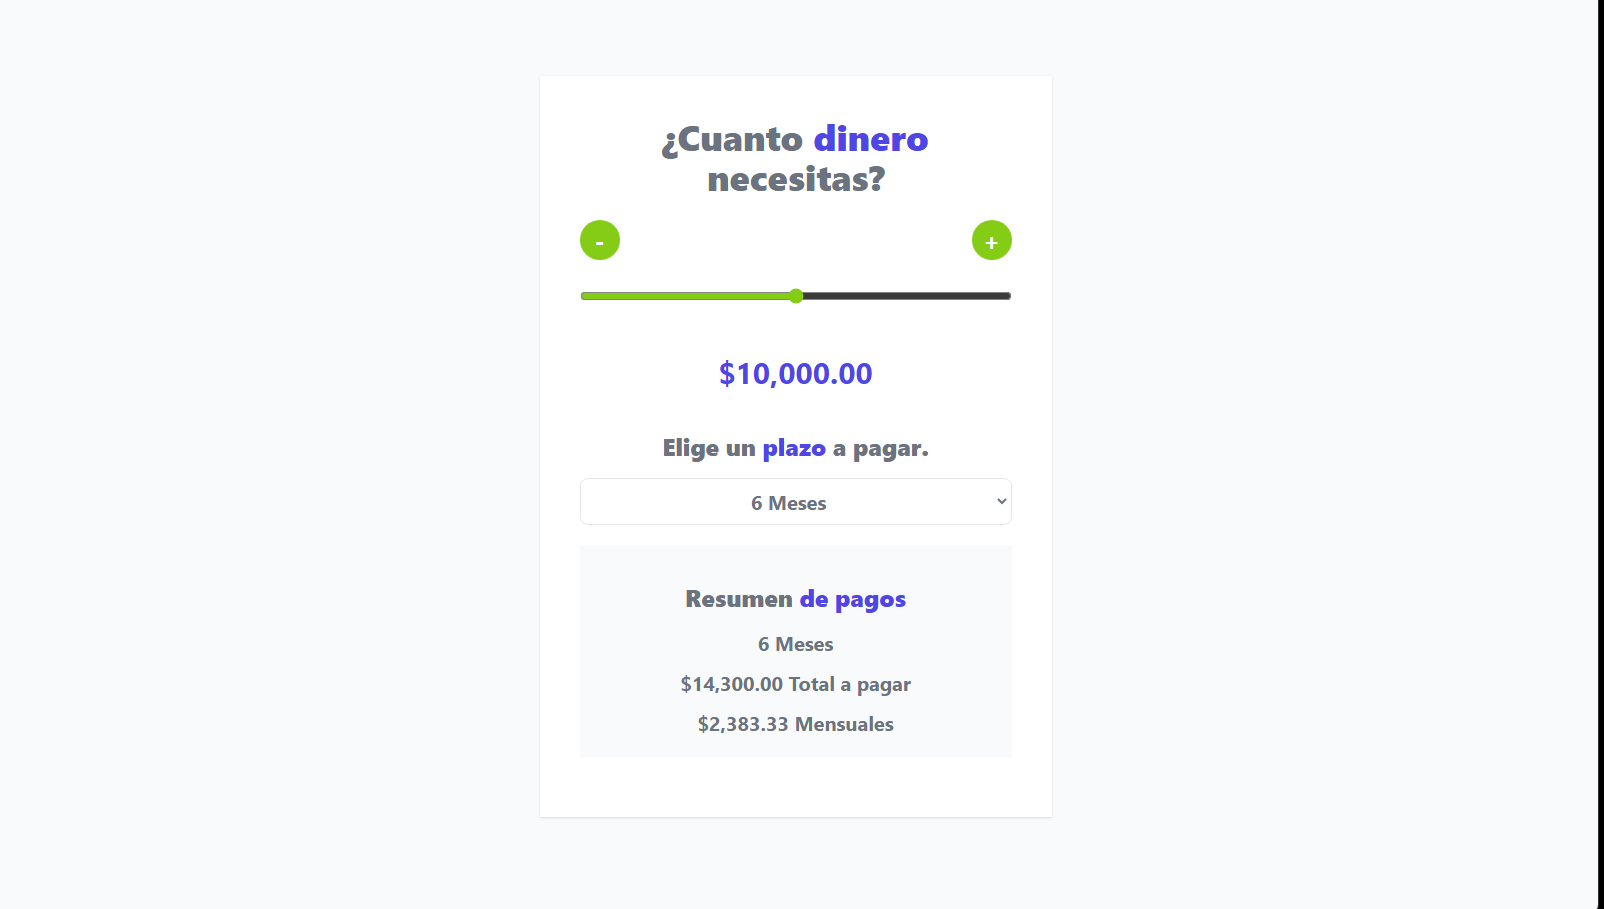 ¿Cuanto dinero
necesitas?
- +
$10,000.00
Elige un plazo a pagar.
6 Meses
Resumen de pagos
6 Meses
$14,300.00 Total a pagar
$2,383.33 Mensuales